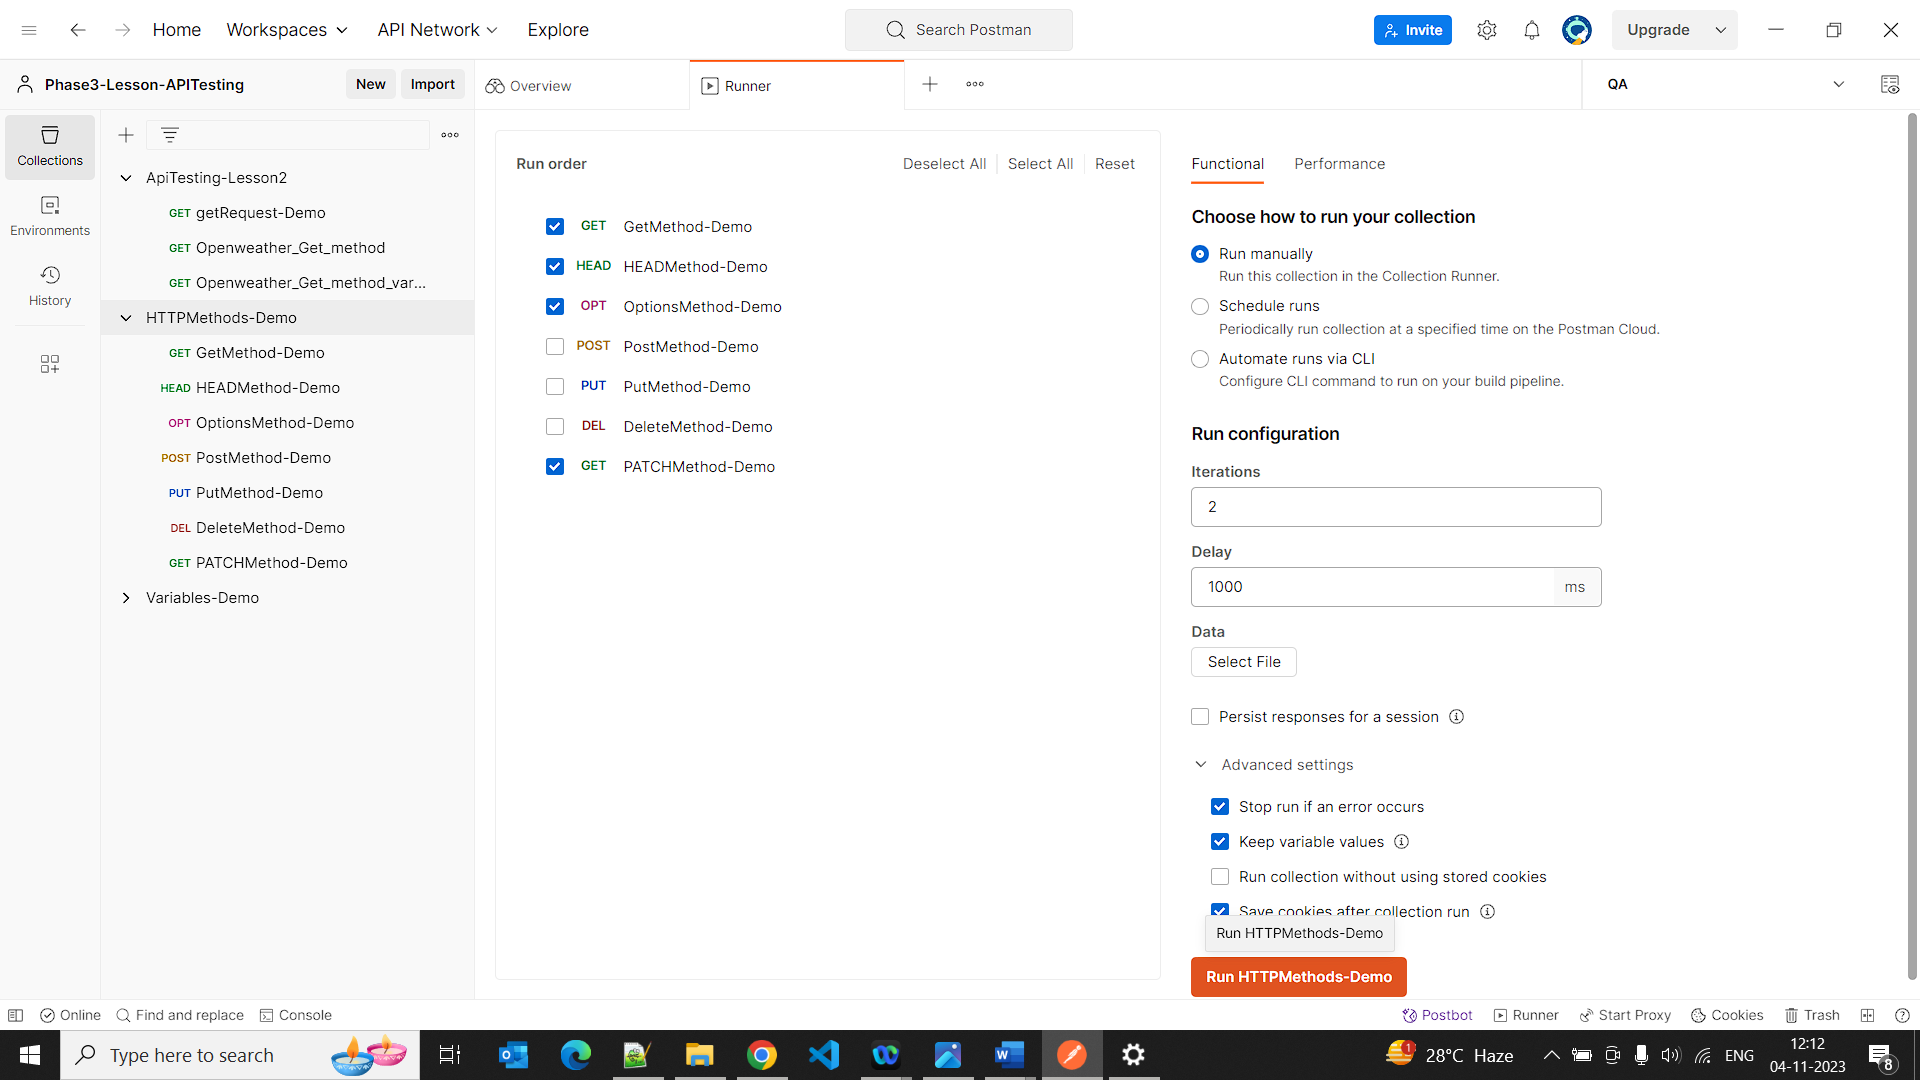 Home
Workspaces
API Network
Explore
Search Postman
Invite
Upgrade
Phase3-Lesson-APITesting
New
Import
Overview
Runner
QA
Collections
Environments
History
ApiTesting-Lesson2
GET getRequest-Demo
GET Openweather_Get_method
GET Openweather_Get_method_var...
HTTPMethods-Demo
GET GetMethod-Demo
HEAD HEADMethod-Demo
OPT OptionsMethod-Demo
POST PostMethod-Demo
PUT PutMethod-Demo
DEL DeleteMethod-Demo
GET PATCHMethod-Demo
Variables-Demo
Run order
Deselect All
Select All
Reset
GET GetMethod-Demo
HEAD HEADMethod-Demo
OPT OptionsMethod-Demo
POST PostMethod-Demo
PUT PutMethod-Demo
DEL DeleteMethod-Demo
GET PATCHMethod-Demo
Functional
Performance
Choose how to run your collection
Run manually
Run this collection in the Collection Runner.
Schedule runs
Periodically run collection at a specified time on the Postman Cloud.
Automate runs via CLI
Configure CLI command to run on your build pipeline.
Run configuration
Iterations
2
Delay
1000 ms
Data
Select File
Persist responses for a session
Advanced settings
Stop run if an error occurs
Keep variable values
Run collection without using stored cookies
Save cookies after collection run
Run HTTPMethods-Demo
Run HTTPMethods-Demo
Online
Find and replace
Console
Postbot
Runner
Start Proxy
Cookies
Trash
Type here to search
1
28°C Haze
ENG
12:12
04-11-2023
8